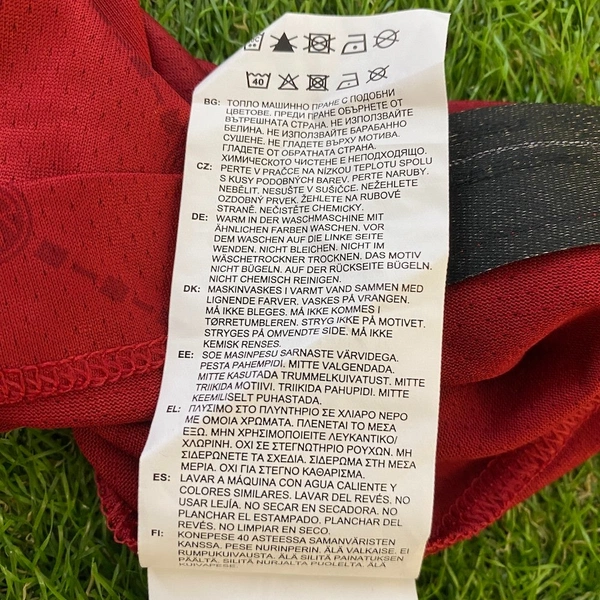 40
BG: ТОПЛО МАШИННО ПРАНЕ С ПОДОБНИ
ЦВЕТОВЕ. ПРЕДИ ПРАНЕ ОБЪРНЕТЕ ОТ
ВЪТРЕШНАТА СТРАНА. НЕ ИЗПОЛЗВАЙТЕ
БЕЛИНА. НЕ ИЗПОЛЗВАЙТЕ БАРАБАННО
СУШЕНЕ. НЕ ГЛАДЕТЕ ВЪРХУ МОТИВА.
ГЛАДЕТЕ ОТ ОБРАТНАТА СТРАНА.
ХИМИЧЕСКОТО ЧИСТЕНЕ Е НЕПОДХОДЯЩО.
CZ: PERTE V PRAČCE NA NÍZKOU TEPLOTU SPOLU
S KUSY PODOBNÝCH BAREV. PERTE NARUBY.
NEBĚLIT. NESUŠTE V SUŠIČCE. NEŽEHLETE
OZDOBNÝ PRVEK, ŽEHLETE NA RUBOVÉ
STRANĚ. NEČISTĚTE CHEMICKY.
DE: WARM IN DER WASCHMASCHINE MIT
ÄHNLICHEN FARBEN WASCHEN. VOR
DEM WASCHEN AUF DIE LINKE SEITE
WENDEN. NICHT BLEICHEN. NICHT IM
WÄSCHETROCKNER TROCKNEN. DAS MOTIV
NICHT BÜGELN. AUF DER RÜCKSEITE BÜGELN.
NICHT CHEMISCH REINIGEN.
DK: MASKINVASKES I VARMT VAND SAMMEN MED
LIGNENDE FARVER. VASKES PÅ VRANGEN.
MÅ IKKE BLEGES. MÅ IKKE KOMMES I
TØRRETUMBLEREN. STRYG IKKE PÅ MOTIVET.
STRYGES PÅ OMVENDTE SIDE. MÅ IKKE
KEMISK RENSES.
EE: SOE MASINPESU SARNASTE VÄRVIDEGA.
PESTA PAHEMPIDI. MITTE VALGENDADA.
MITTE KASUTADA TRUMMELKUIVATUST. MITTE
TRIIKIDA MOTIIVI. TRIIKIDA PAHUPIDI. MITTE
KEEMILISELT PUHASTADA.
EL: ΠΛΥΣΙΜΟ ΣΤΟ ΠΛΥΝΤΗΡΙΟ ΣΕ ΧΛΙΑΡΟ ΝΕΡΟ
ΜΕ ΟΜΟΙΑ ΧΡΩΜΑΤΑ. ΠΛΕΝΕΤΑΙ ΤΟ ΜΕΣΑ
ΕΞΩ. ΜΗΝ ΧΡΗΣΙΜΟΠΟΙΕΙΤΕ ΛΕΥΚΑΝΤΙΚΟ/
ΧΛΩΡΙΝΗ. ΟΧΙ ΣΕ ΣΤΕΓΝΩΤΗΡΙΟ ΡΟΥΧΩΝ. ΜΗ
ΣΙΔΕΡΩΝΕΤΕ ΤΑ ΣΧΕΔΙΑ. ΣΙΔΕΡΩΜΑ ΣΤΗ ΜΕΣΑ
ΜΕΡΙΑ. ΟΧΙ ΓΙΑ ΣΤΕΓΝΟ ΚΑΘΑΡΙΣΜΑ.
ES: LAVAR A MÁQUINA CON AGUA CALIENTE Y
COLORES SIMILARES. LAVAR DEL REVÉS. NO
USAR LEJÍA. NO SECAR EN SECADORA. NO
PLANCHAR EL ESTAMPADO. PLANCHAR DEL
REVÉS. NO LIMPIAR EN SECO.
FI: KONEPESE 40 ASTEESSA SAMANVÄRISTEN
KANSSA. PESE NURINPERIN. ÄLÄ VALKAISE. EI
RUMPUKUIVAUSTA. ÄLÄ SILITÄ PAINATUKSEN
PÄÄLTÄ. SILITÄ NURJALTA PUOLELTA. ÄLÄ
KUIVAPESE.